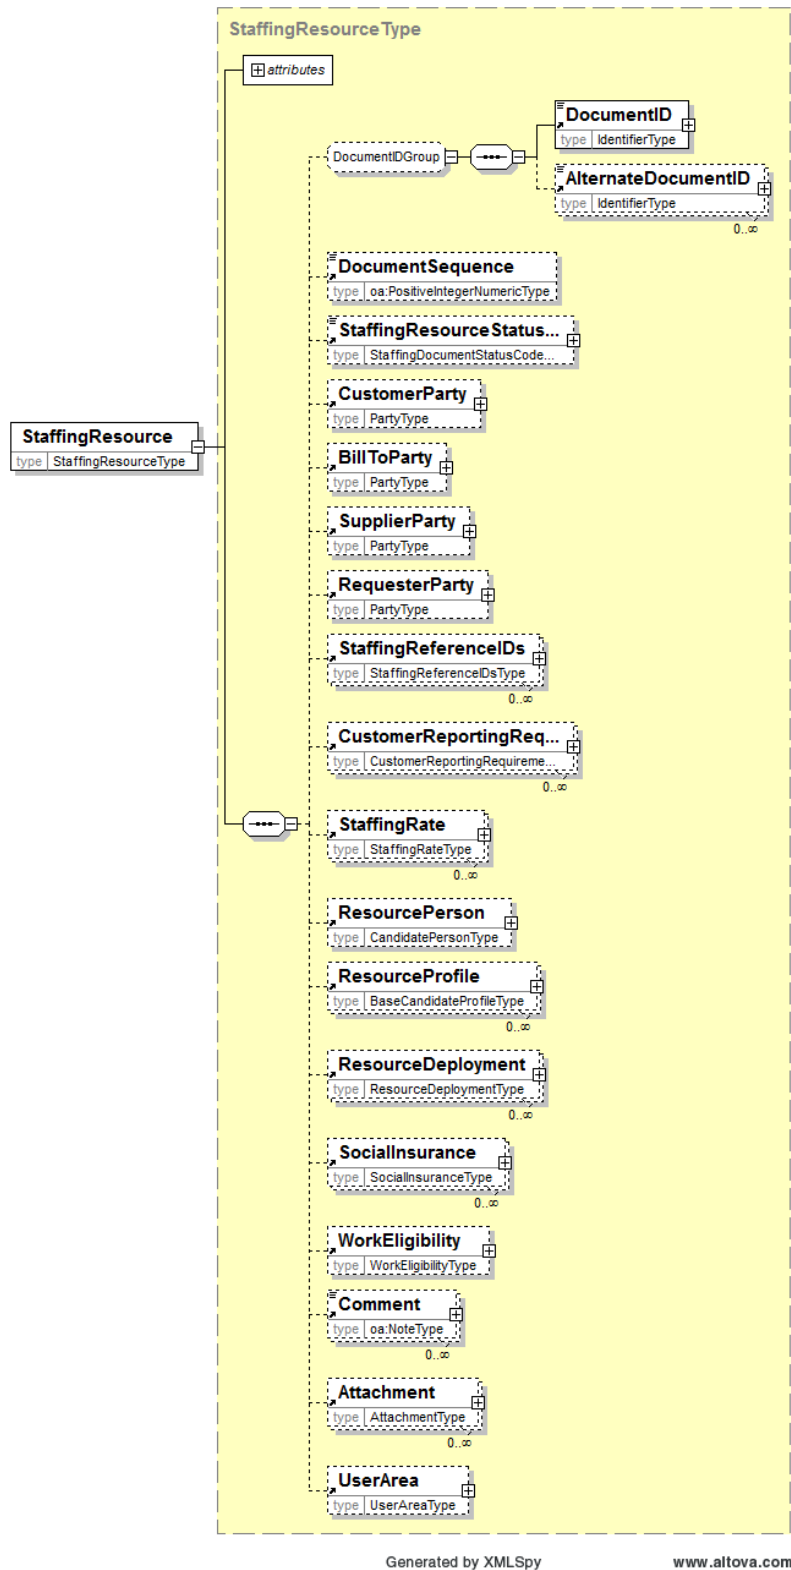 StaffingResourceType
attributes
DocumentID
type IdentifierType
DocumentIDGroup
AlternateDocumentID
type IdentifierType
0..∞
DocumentSequence
type oa:PositiveIntegerNumericType
StaffingResourceStatus...
type StaffingDocumentStatusCode...
CustomerParty
type PartyType
StaffingResource
type StaffingResourceType
BillToParty
type PartyType
SupplierParty
type PartyType
RequesterParty
type PartyType
StaffingReferenceIDs
type StaffingReferenceIDsType
0..∞
CustomerReportingReq...
type CustomerReportingRequireme...
0..∞
StaffingRate
type StaffingRateType
0..∞
ResourcePerson
type CandidatePersonType
ResourceProfile
type BaseCandidateProfileType
0..∞
ResourceDeployment
type ResourceDeploymentType
0..∞
SocialInsurance
type SocialInsuranceType
0..∞
WorkEligibility
type WorkEligibilityType
Comment
type oa:NoteType
0..∞
Attachment
type AttachmentType
0..∞
UserArea
type UserAreaType
Generated by XMLSpy www.altova.com